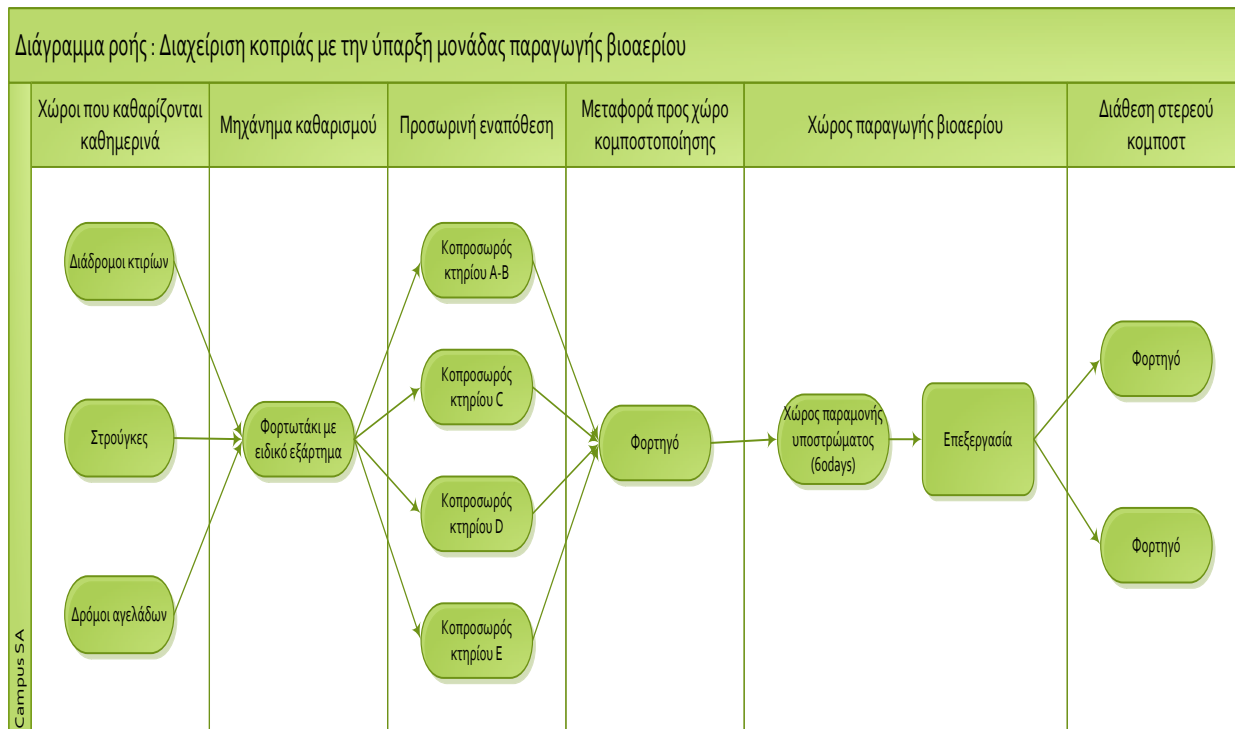 Διάγραμμα ροής : Διαχείριση κοπριάς με την ύπαρξη μονάδας παραγωγής βιοαερίου
Campus SA
Χώροι που καθαρίζονται
καθημερινά
Μηχάνημα καθαρισμού
Προσωρινή εναπόθεση
Μεταφορά προς χώρο
κομποστοποίησης
Χώρος παραγωγής βιοαερίου
Διάθεση στερεού
κομποστ
Διάδρομοι κτιρίων
Στρούγκες
Δρόμοι αγελάδων
Φορτωτάκι με
ειδικό εξάρτημα
Κοπροσωρός
κτηρίου Α-Β
Κοπροσωρός
κτηρίου C
Κοπροσωρός
κτηρίου D
Κοπροσωρός
κτηρίου E
Φορτηγό
Χώρος παραμονής
υποστρώματος
(6odays)
Επεξεργασία
Φορτηγό
Φορτηγό